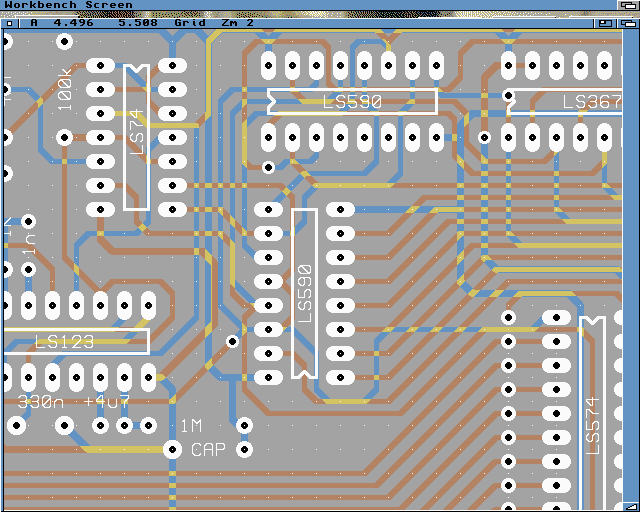 Workbench Screen
A 4.496 5.508 Grid Zm 2
100k
LS74
LS590
LS367
1n
LS590
LS123
330n +4u7
1M
CAP
LS574